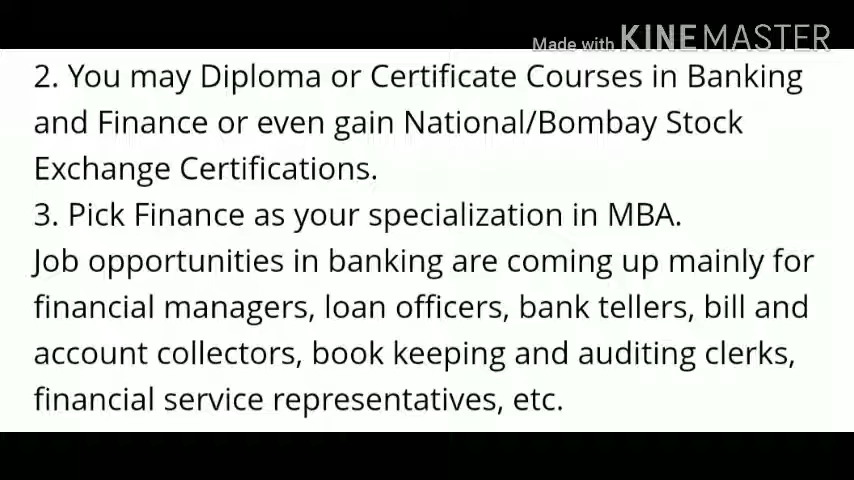 Made with KINEMASTER
2. You may Diploma or Certificate Courses in Banking
and Finance or even gain National/Bombay Stock
Exchange Certifications.
3. Pick Finance as your specialization in MBA.
Job opportunities in banking are coming up mainly for
financial managers, loan officers, bank tellers, bill and
account collectors, book keeping and auditing clerks,
financial service representatives, etc.